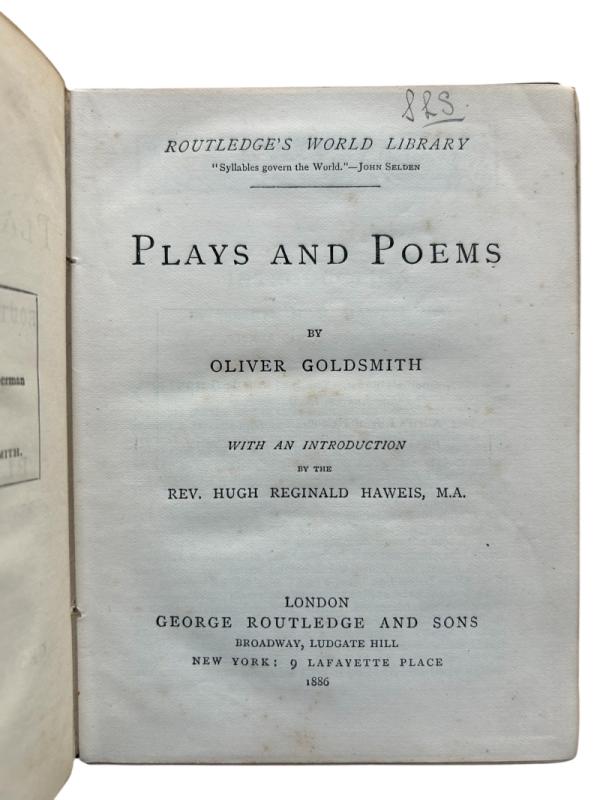 ROUTLEDGE'S WORLD LIBRARY
"Syllables govern the World."—JOHN SELDEN
PLAYS AND POEMS
BY
OLIVER GOLDSMITH
WITH AN INTRODUCTION
BY THE
REV. HUGH REGINALD HAWEIS, M.A.
LONDON
GEORGE ROUTLEDGE AND SONS
BROADWAY, LUDGATE HILL
NEW YORK: 9 LAFAYETTE PLACE
1886